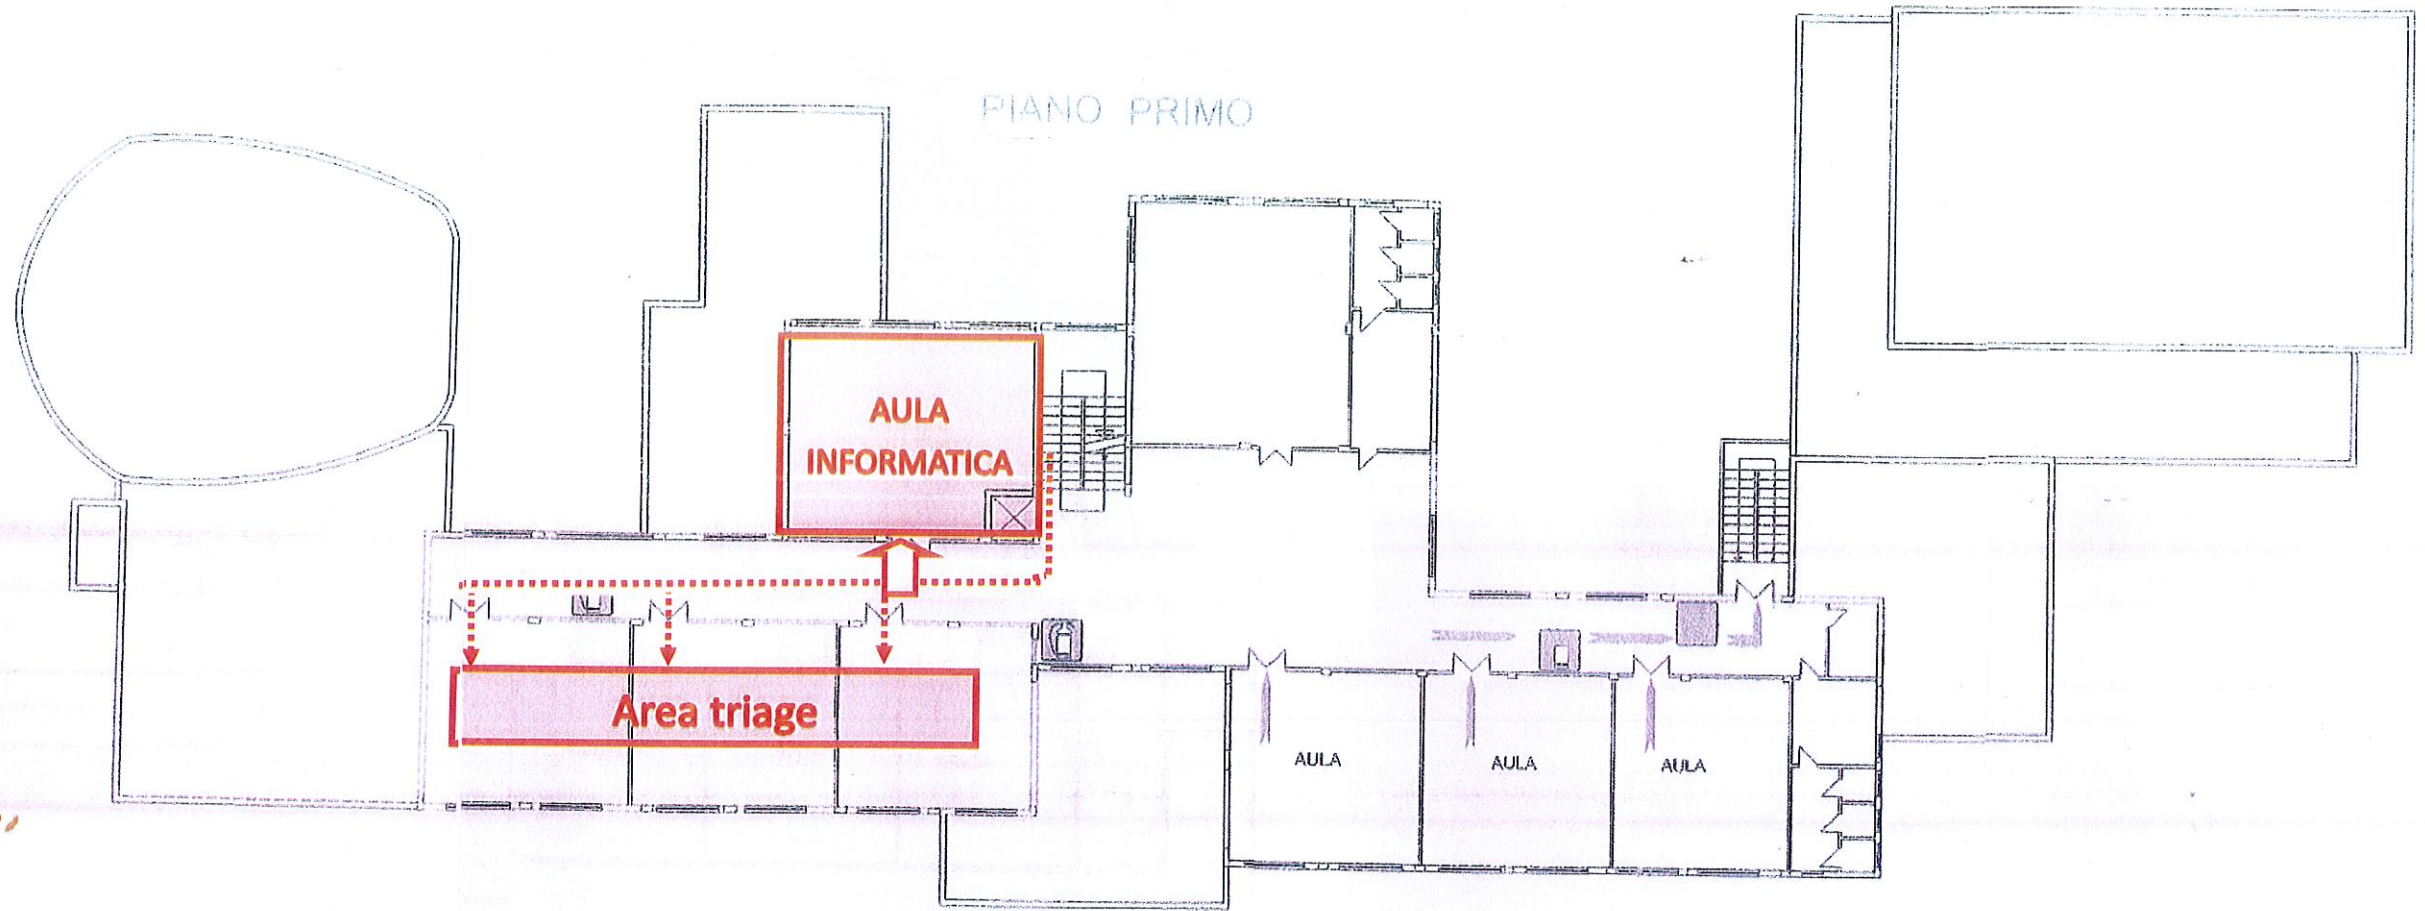 PIANO PRIMO
AULA
INFORMATICA
Area triage
AULA
AULA
AULA